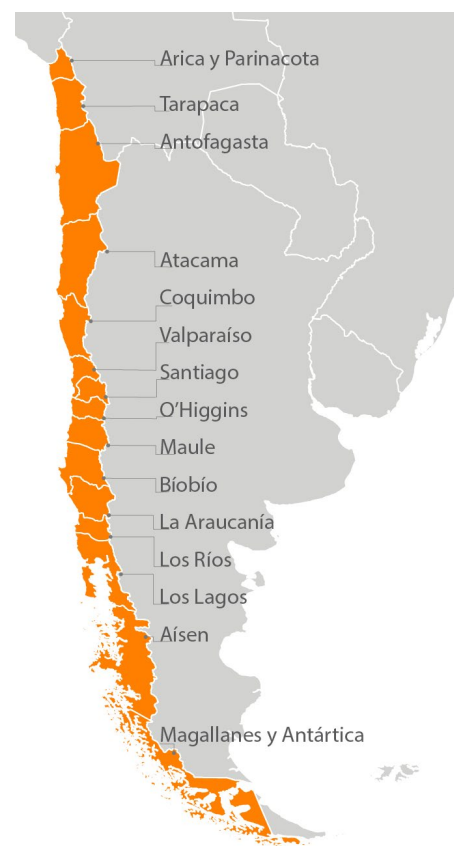 Arica y Parinacota
Tarapaca
Antofagasta
Atacama
Coquimbo
Valparaíso
Santiago
O’Higgins
Maule
Bíobío
La Araucanía
Los Ríos
Los Lagos
Aísen
Magallanes y Antártica